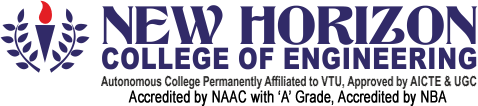 NEW HORIZON
COLLEGE OF ENGINEERING
Autonomous College Permanently Affiliated to VTU, Approved by AICTE & UGC
Accredited by NAAC with ‘A’ Grade, Accredited by NBA